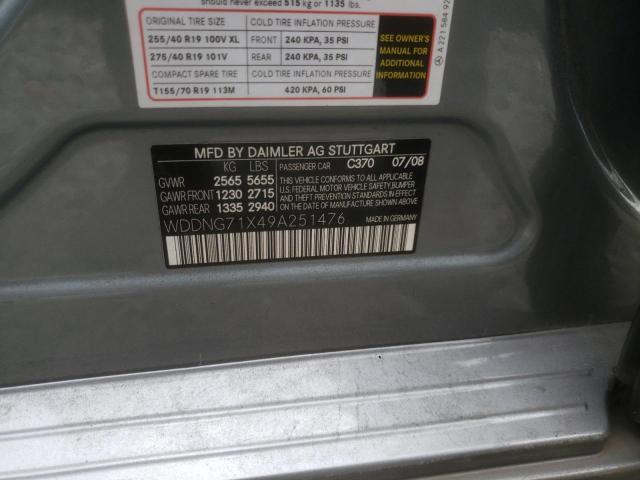 should never exceed 515 kg or 1135 lbs.
ORIGINAL TIRE SIZE COLD TIRE INFLATION PRESSURE
255/40 R19 100V XL FRONT 240 KPA, 35 PSI
275/40 R19 101V REAR 240 KPA, 35 PSI
COMPACT SPARE TIRE COLD TIRE INFLATION PRESSURE
T155/70 R19 113M 420 KPA, 60 PSI
SEE OWNER'S
MANUAL FOR
ADDITIONAL
INFORMATION
A 221 584 92
MFD BY DAIMLER AG STUTTGART
KG LBS PASSENGER CAR C370 07/08
GVWR 2565 5655
GAWR FRONT 1230 2715
GAWR REAR 1335 2940
THIS VEHICLE CONFORMS TO ALL APPLICABLE
U.S. FEDERAL MOTOR VEHICLE SAFETY, BUMPER
AND THEFT PREVENTION STANDARDS IN EFFECT
ON THE DATE OF MANUFACTURE SHOWN ABOVE.
WDDNG71X49A251476 MADE IN GERMANY